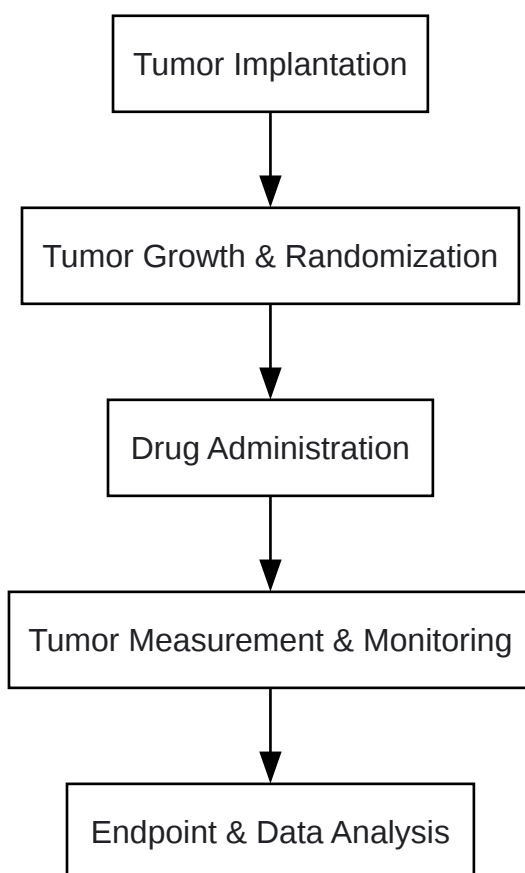 Tumor Implantation
Tumor Growth & Randomization
Drug Administration
Tumor Measurement & Monitoring
Endpoint & Data Analysis